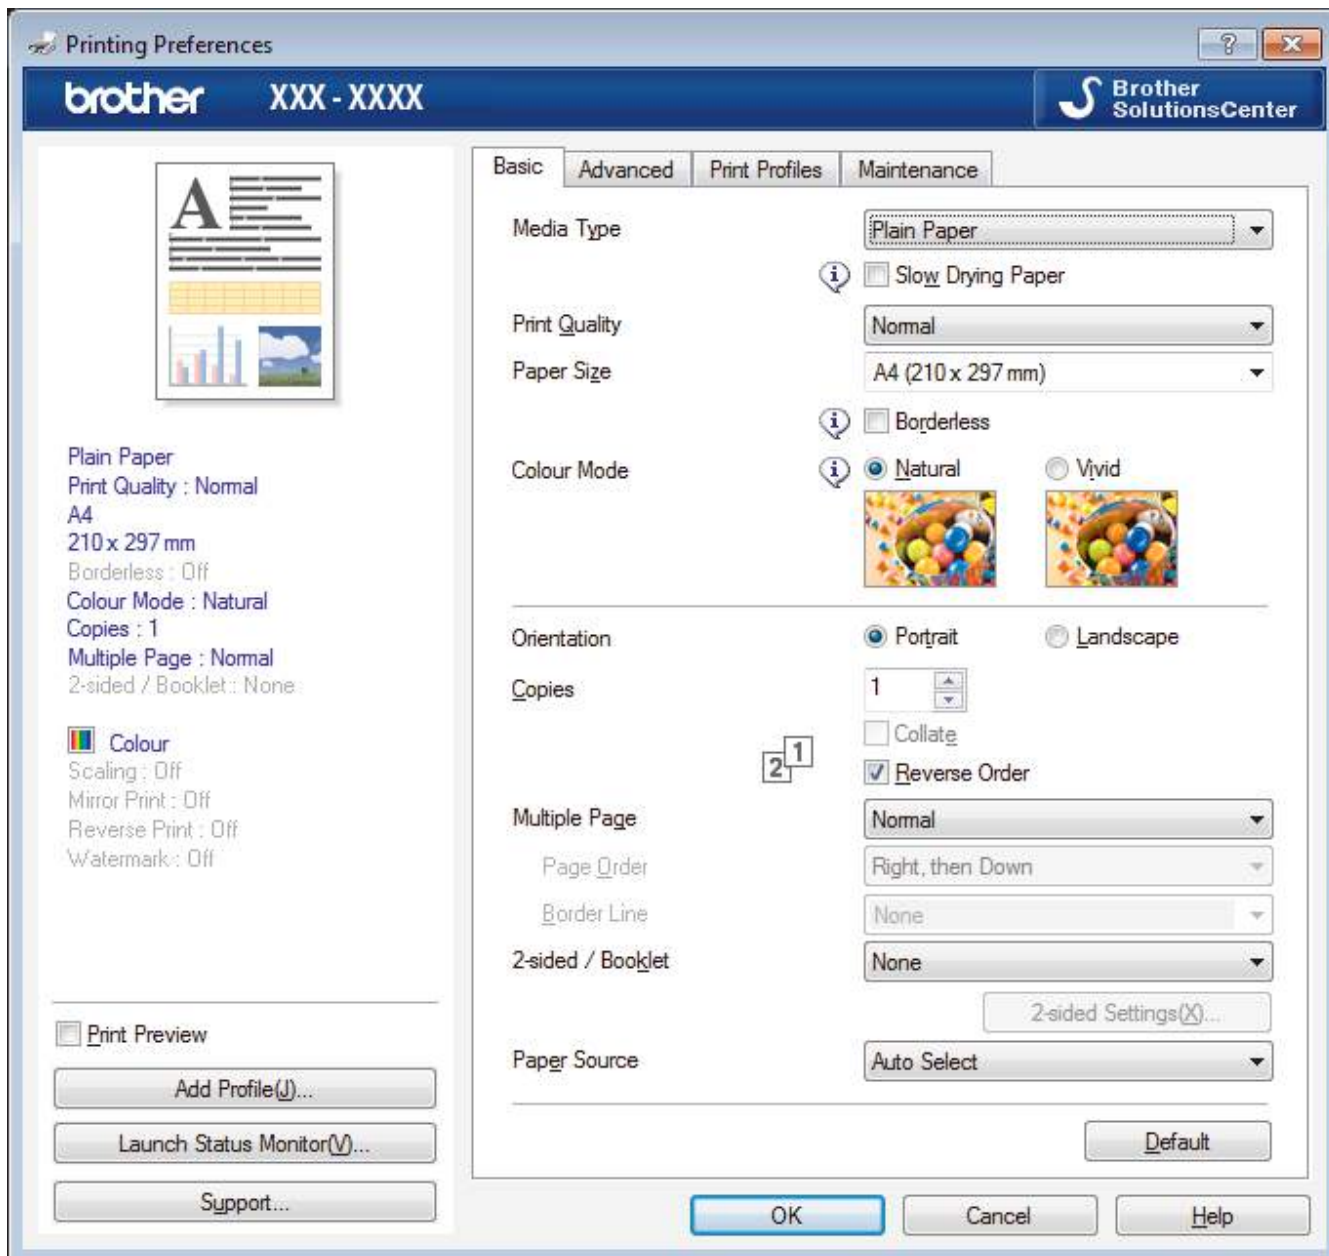 Printing Preferences
brother XXX - XXXX
Brother
SolutionsCenter
A
Plain Paper
Print Quality : Normal
A4
210 x 297 mm
Borderless : Off
Colour Mode : Natural
Copies : 1
Multiple Page : Normal
2-sided / Booklet : None
Colour
Scaling : Off
Mirror Print : Off
Reverse Print : Off
Watermark : Off
Print Preview
Add Profile(J)...
Launch Status Monitor(V)...
Support...
Basic Advanced Print Profiles Maintenance
Media Type Plain Paper
Slow Drying Paper
Print Quality Normal
Paper Size A4 (210 x 297 mm)
Borderless
Colour Mode Natural Vivid
Orientation Portrait Landscape
Copies 1
Collate
2 1 Reverse Order
Multiple Page Normal
Page Order Right, then Down
Border Line None
2-sided / Booklet None
2-sided Settings(X)...
Paper Source Auto Select
Default
OK Cancel Help